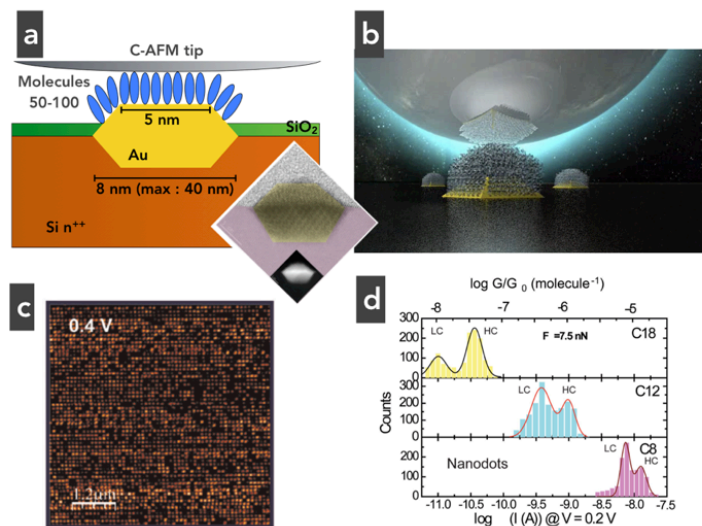 a
C-AFM tip
Molecules
50-100
5 nm
SiO2
Au
8 nm (max : 40 nm)
Si n++
b
c
0.4 V
1.2um
d
log G/G0 (molecule-1)
-8 -7 -6 -5
LC HC F =7.5 nN C18
300
200
100
0
LC HC C12
300
200
100
0
LC C8
HC
Nanodots
300
200
100
0
Counts
-11.0 -10.5 -10.0 -9.5 -9.0 -8.5 -8.0 -7.5
log (I (A)) @ V = 0.2 V